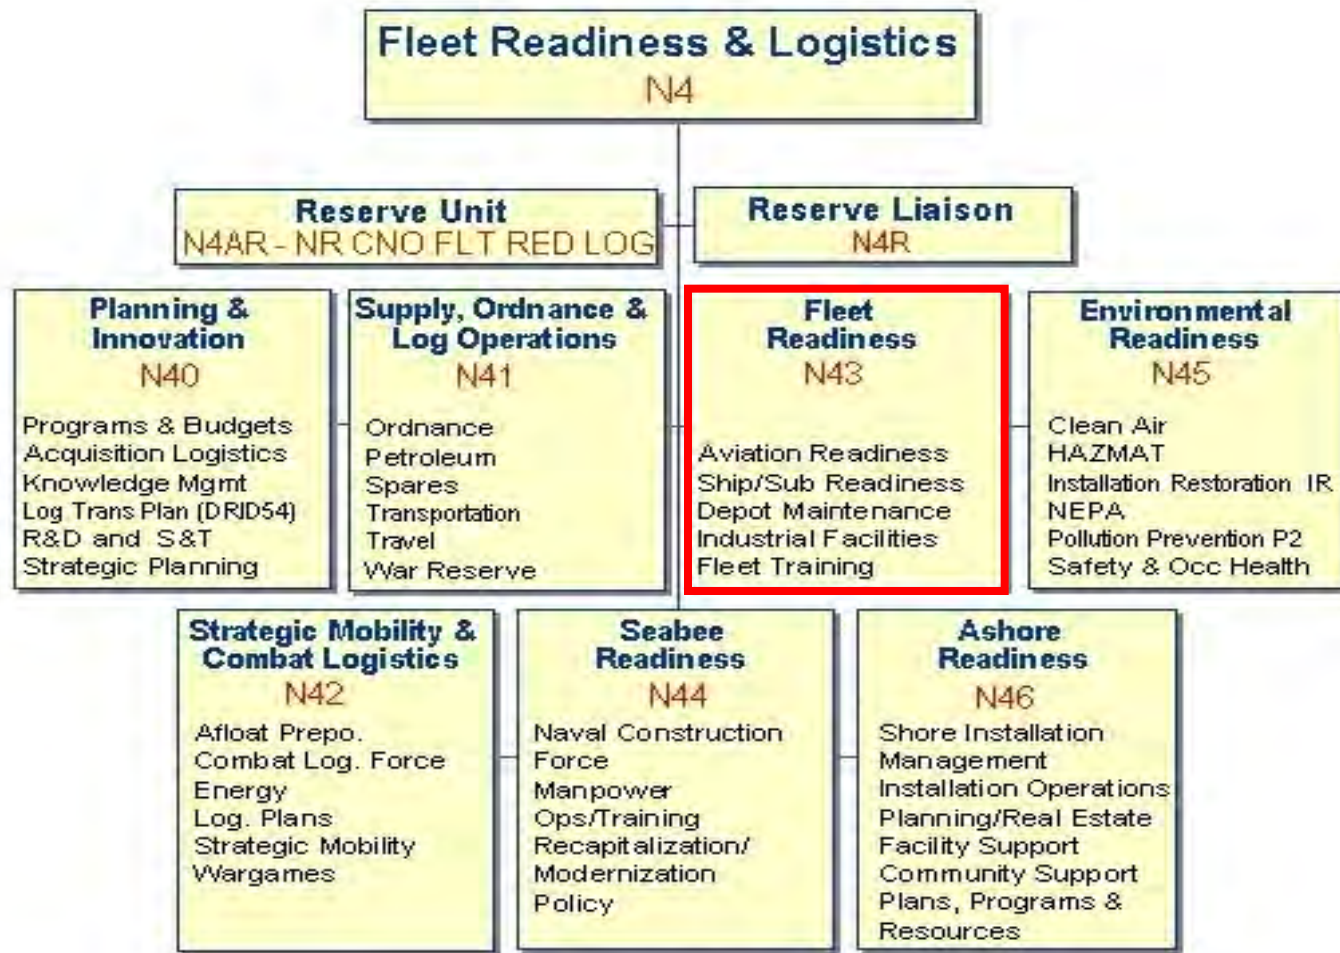 Fleet Readiness & Logistics
N4
Reserve Unit
N4AR - NR CNO FLT RED LOG
Reserve Liaison
N4R
Planning &
Innovation
N40
Programs & Budgets
Acquisition Logistics
Knowledge Mgmt
Log Trans Plan (DRID54)
R&D and S&T
Strategic Planning
Supply, Ordnance &
Log Operations
N41
Ordnance
Petroleum
Spares
Transportation
Travel
War Reserve
Fleet
Readiness
N43
Aviation Readiness
Ship/Sub Readiness
Depot Maintenance
Industrial Facilities
Fleet Training
Environmental
Readiness
N45
Clean Air
HAZMAT
Installation Restoration IR
NEPA
Pollution Prevention P2
Safety & Occ Health
Strategic Mobility &
Combat Logistics
N42
Afloat Prepo.
Combat Log. Force
Energy
Log. Plans
Strategic Mobility
Wargames
Seabee
Readiness
N44
Naval Construction
Force
Manpower
Ops/Training
Recapitalization/
Modernization
Policy
Ashore
Readiness
N46
Shore Installation
Management
Installation Operations
Planning/Real Estate
Facility Support
Community Support
Plans, Programs &
Resources